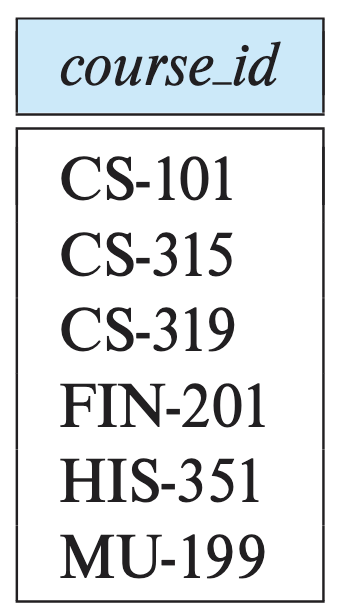 course_id
CS-101
CS-315
CS-319
FIN-201
HIS-351
MU-199